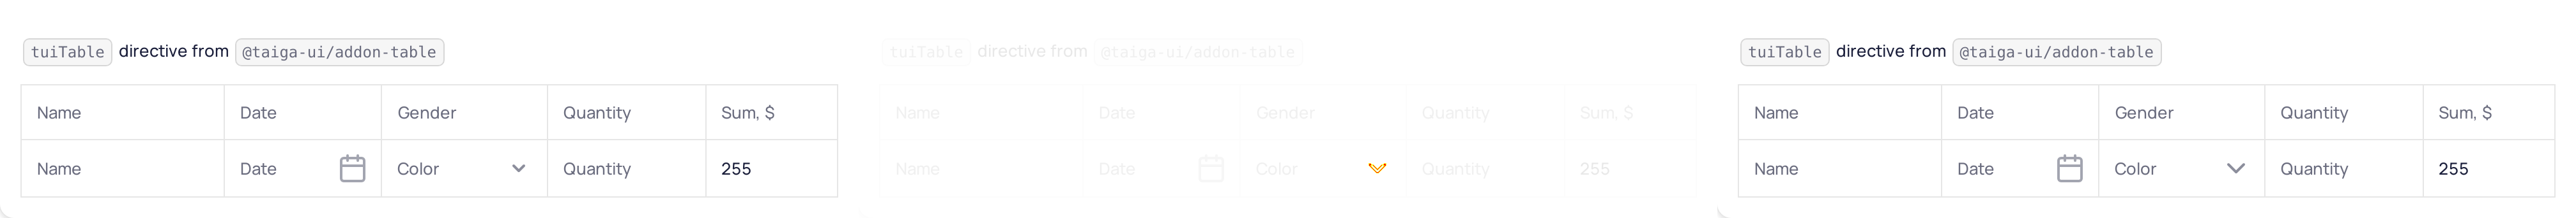 tuiTable directive from @taiga-ui/addon-table
Name Date Gender Quantity Sum, $
Name Date Color Quantity 255
tuiTable directive from @taiga-ui/addon-table
Name Date Gender Quantity Sum, $
Name Date Color Quantity 255
tuiTable directive from @taiga-ui/addon-table
Name Date Gender Quantity Sum, $
Name Date Color Quantity 255